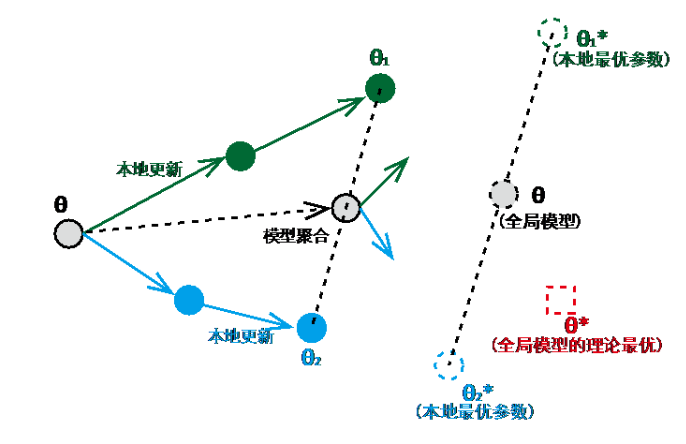 θ₁*
(本地最优参数)
θ₁
本地更新
θ
θ
(全局模型)
模型聚合
本地更新
θ*
(全局模型的理论最优)
θ₂
θ₂*
(本地最优参数)